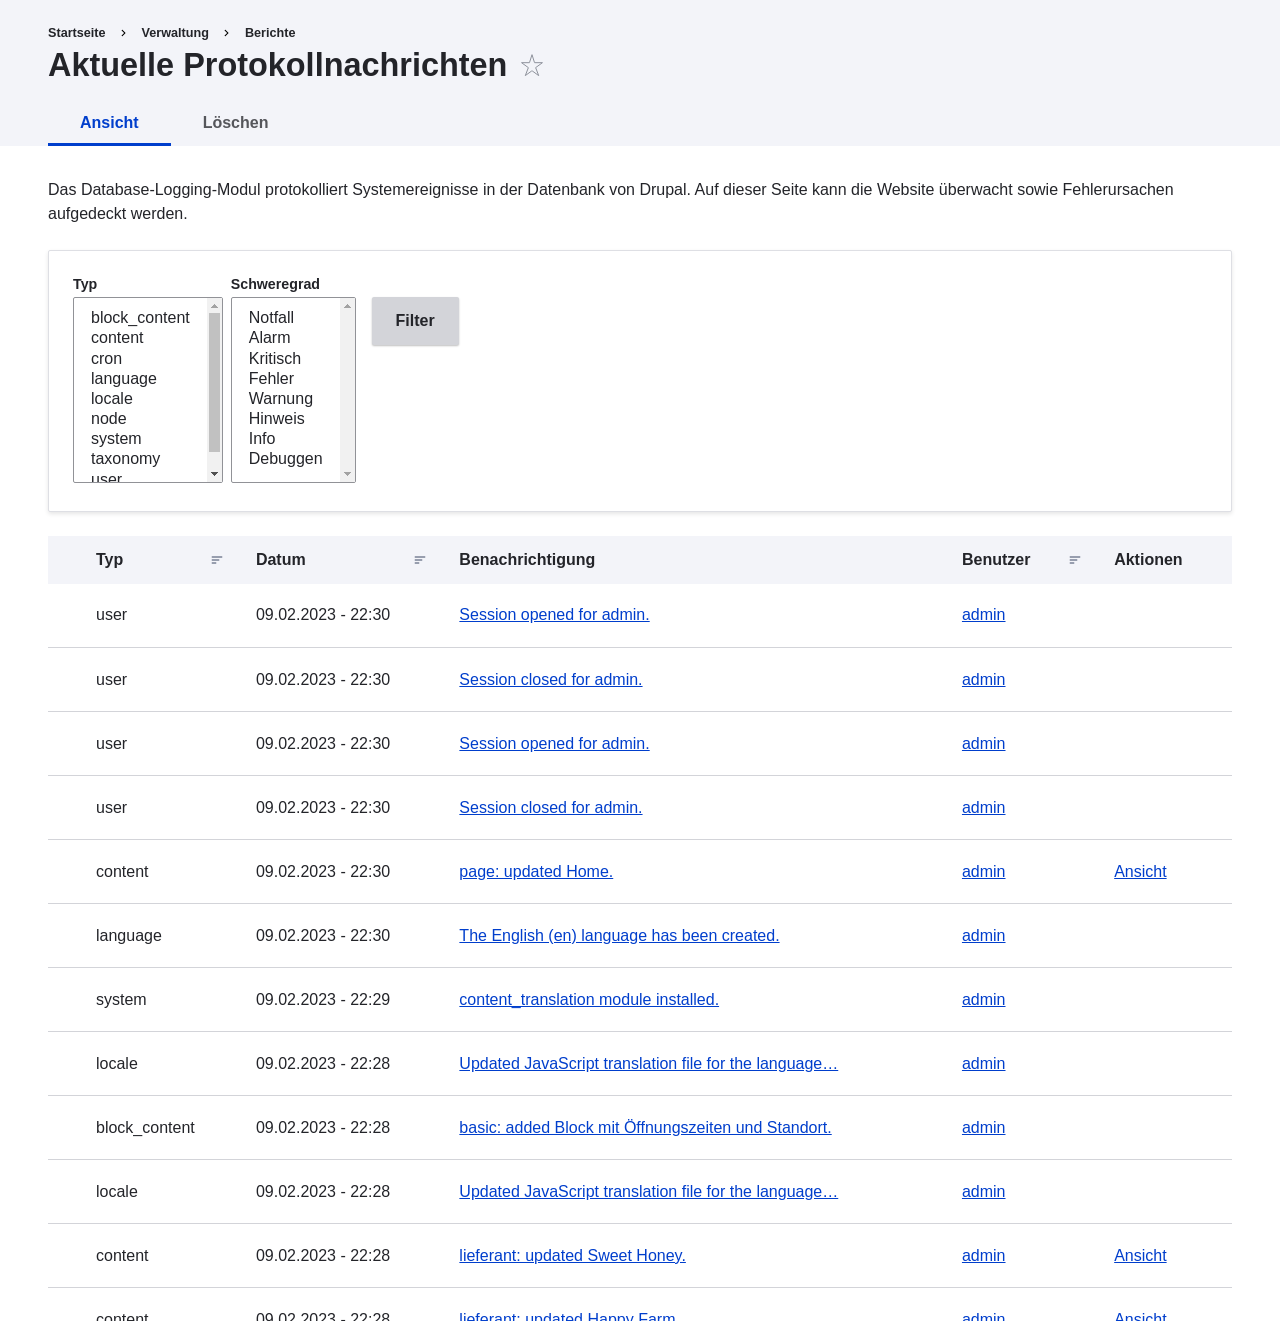 Startseite Verwaltung Berichte
Aktuelle Protokollnachrichten
Ansicht Löschen
Das Database-Logging-Modul protokolliert Systemereignisse in der Datenbank von Drupal. Auf dieser Seite kann die Website überwacht sowie Fehlerursachen
aufgedeckt werden.
Typ Schweregrad
block_content Notfall Filter
content Alarm
cron Kritisch
language Fehler
locale Warnung
node Hinweis
system Info
taxonomy Debuggen
user
Typ Datum Benachrichtigung Benutzer Aktionen
user 09.02.2023 - 22:30 Session opened for admin. admin
user 09.02.2023 - 22:30 Session closed for admin. admin
user 09.02.2023 - 22:30 Session opened for admin. admin
user 09.02.2023 - 22:30 Session closed for admin. admin
content 09.02.2023 - 22:30 page: updated Home. admin Ansicht
language 09.02.2023 - 22:30 The English (en) language has been created. admin
system 09.02.2023 - 22:29 content_translation module installed. admin
locale 09.02.2023 - 22:28 Updated JavaScript translation file for the language… admin
block_content 09.02.2023 - 22:28 basic: added Block mit Öffnungszeiten und Standort. admin
locale 09.02.2023 - 22:28 Updated JavaScript translation file for the language… admin
content 09.02.2023 - 22:28 lieferant: updated Sweet Honey. admin Ansicht
content 09.02.2023 - 22:28 lieferant: updated Happy Farm. admin Ansicht